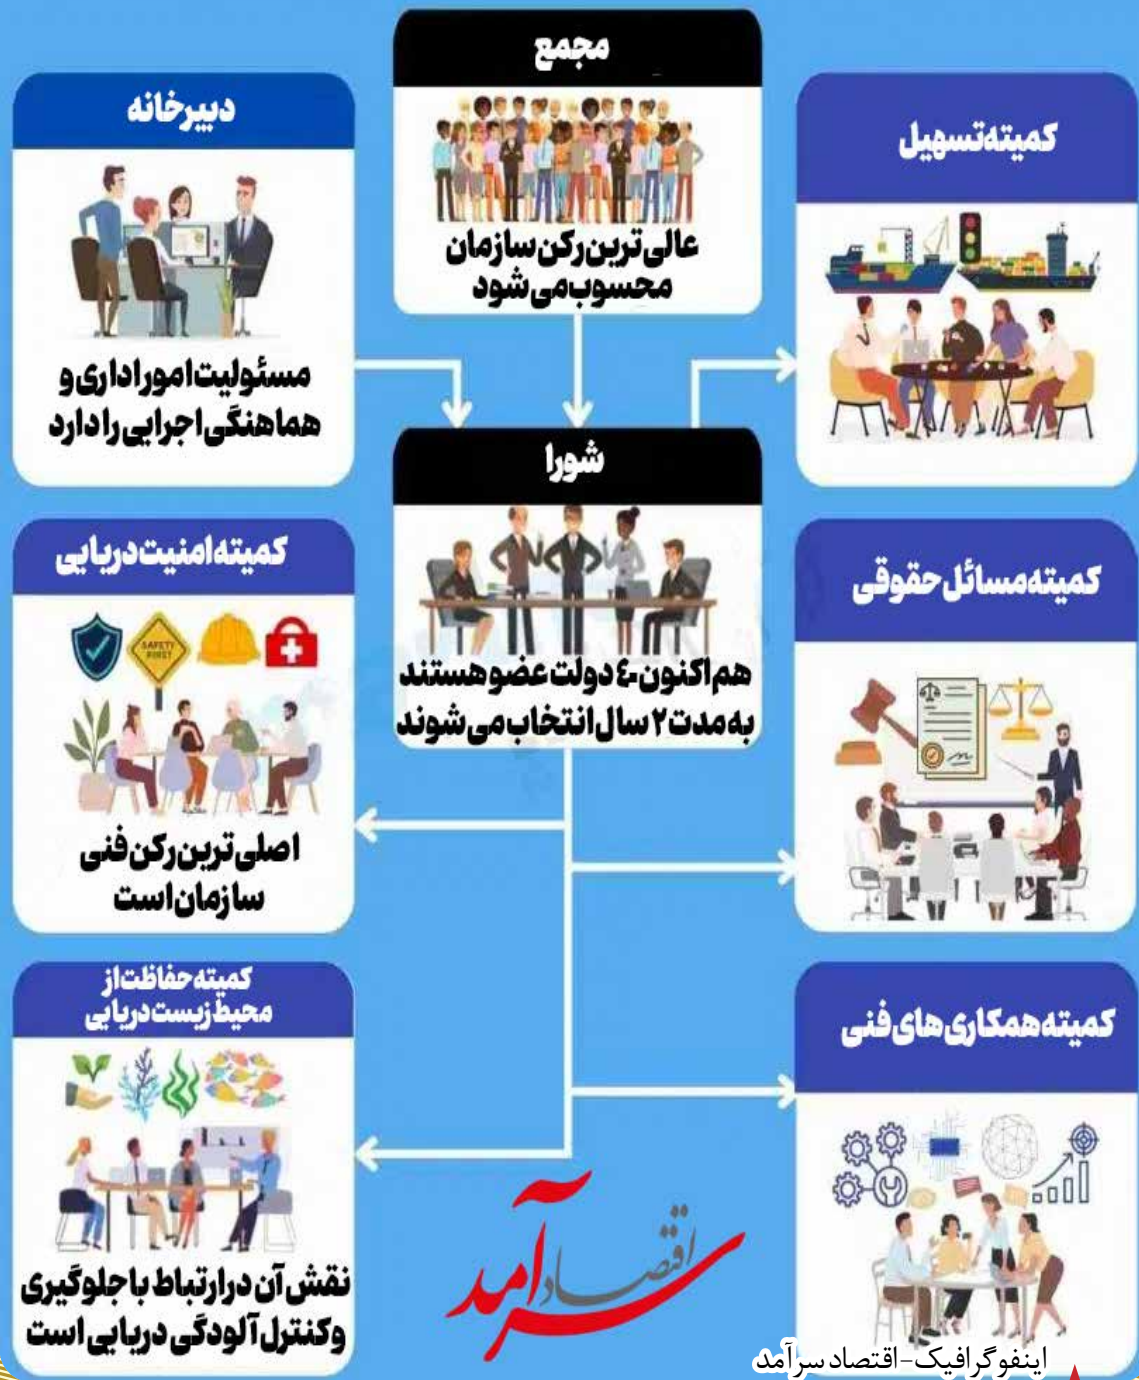 مجمع
عالی‌ترین رکن سازمان
محسوب می‌شود
دبیرخانه
مسئولیت امور اداری و
هماهنگی اجرایی را دارد
کمیته تسهیل
شورا
هم اکنون ۴۰ دولت عضو هستند
به مدت ۲ سال انتخاب می‌شوند
کمیته امنیت دریایی
SAFETY
FIRST
اصلی‌ترین رکن فنی
سازمان است
کمیته مسائل حقوقی
کمیته حفاظت از
محیط زیست دریایی
نقش آن در ارتباط با جلوگیری
و کنترل آلودگی دریایی است
کمیته همکاری‌های فنی
اقتصاد
سرآمد
اینفوگرافیک-اقتصاد سرآمد